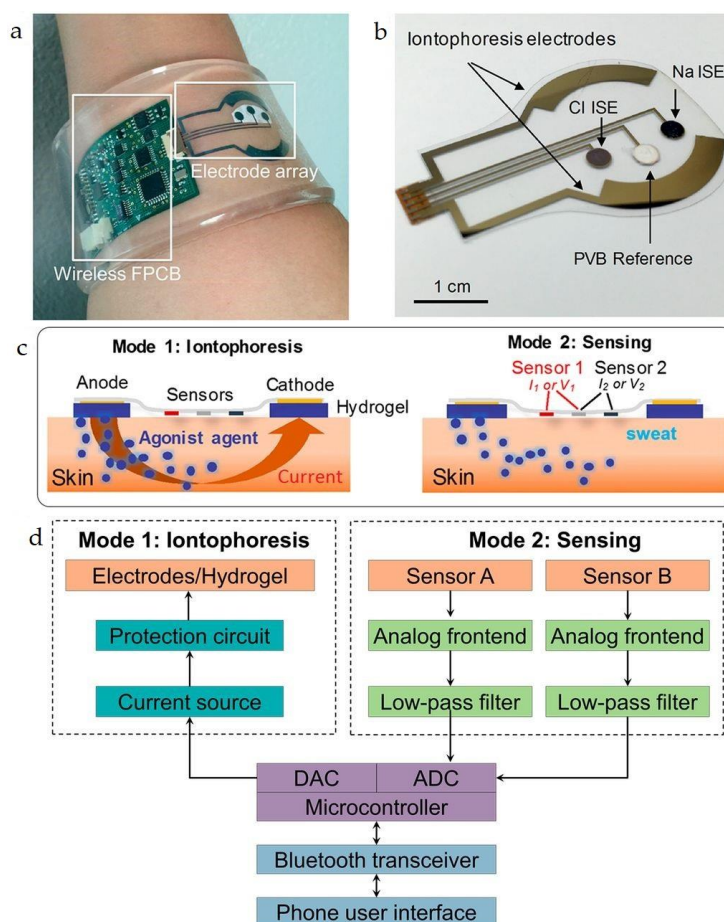 a
Electrode array
Wireless FPCB
b
Iontophoresis electrodes
Na ISE
Cl ISE
PVB Reference
1 cm
c
Mode 1: Iontophoresis
Anode
Sensors
Cathode
Hydrogel
Agonist agent
Skin
Current
Mode 2: Sensing
Sensor 1
I₁ or V₁
Sensor 2
I₂ or V₂
sweat
Skin
d
Mode 1: Iontophoresis
Electrodes/Hydrogel
Protection circuit
Current source
Mode 2: Sensing
Sensor A
Sensor B
Analog frontend
Analog frontend
Low-pass filter
Low-pass filter
DAC
ADC
Microcontroller
Bluetooth transceiver
Phone user interface